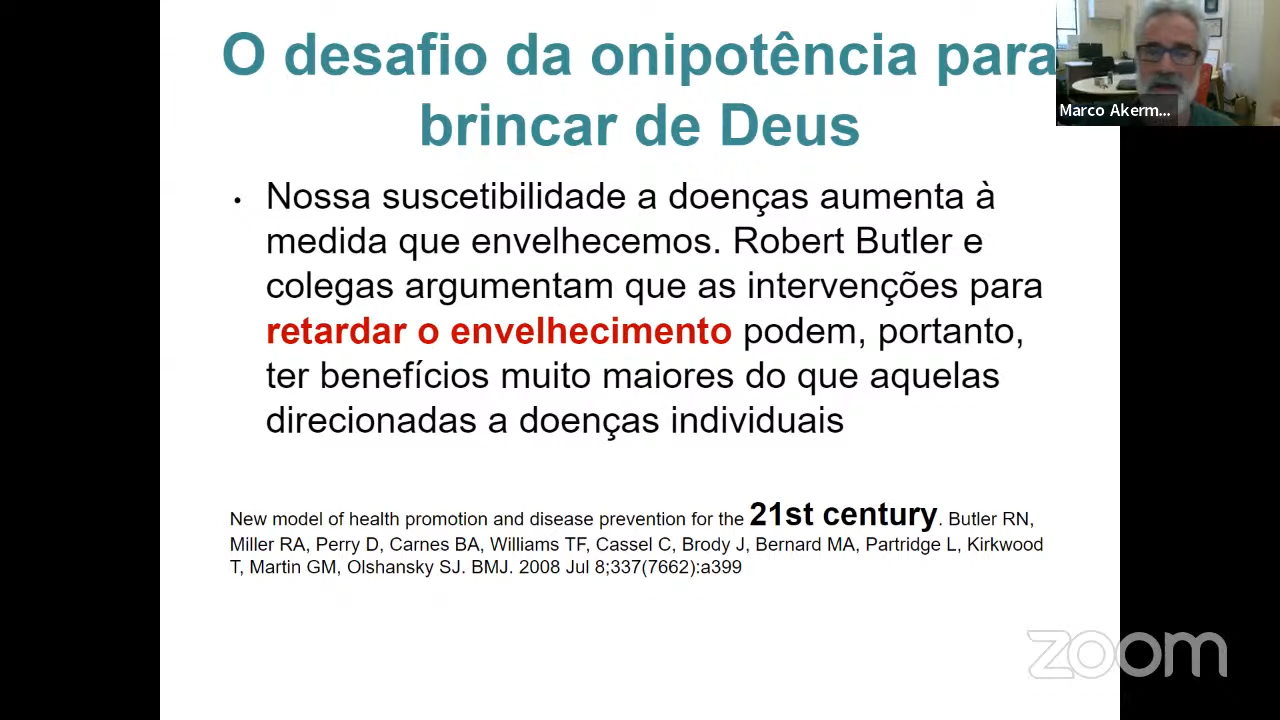 O desafio da onipotência para
brincar de Deus
Marco Akerm...
• Nossa suscetibilidade a doenças aumenta à
medida que envelhecemos. Robert Butler e
colegas argumentam que as intervenções para
retardar o envelhecimento podem, portanto,
ter benefícios muito maiores do que aquelas
direcionadas a doenças individuais
New model of health promotion and disease prevention for the 21st century. Butler RN,
Miller RA, Perry D, Carnes BA, Williams TF, Cassel C, Brody J, Bernard MA, Partridge L, Kirkwood
T, Martin GM, Olshansky SJ. BMJ. 2008 Jul 8;337(7662):a399
zoom